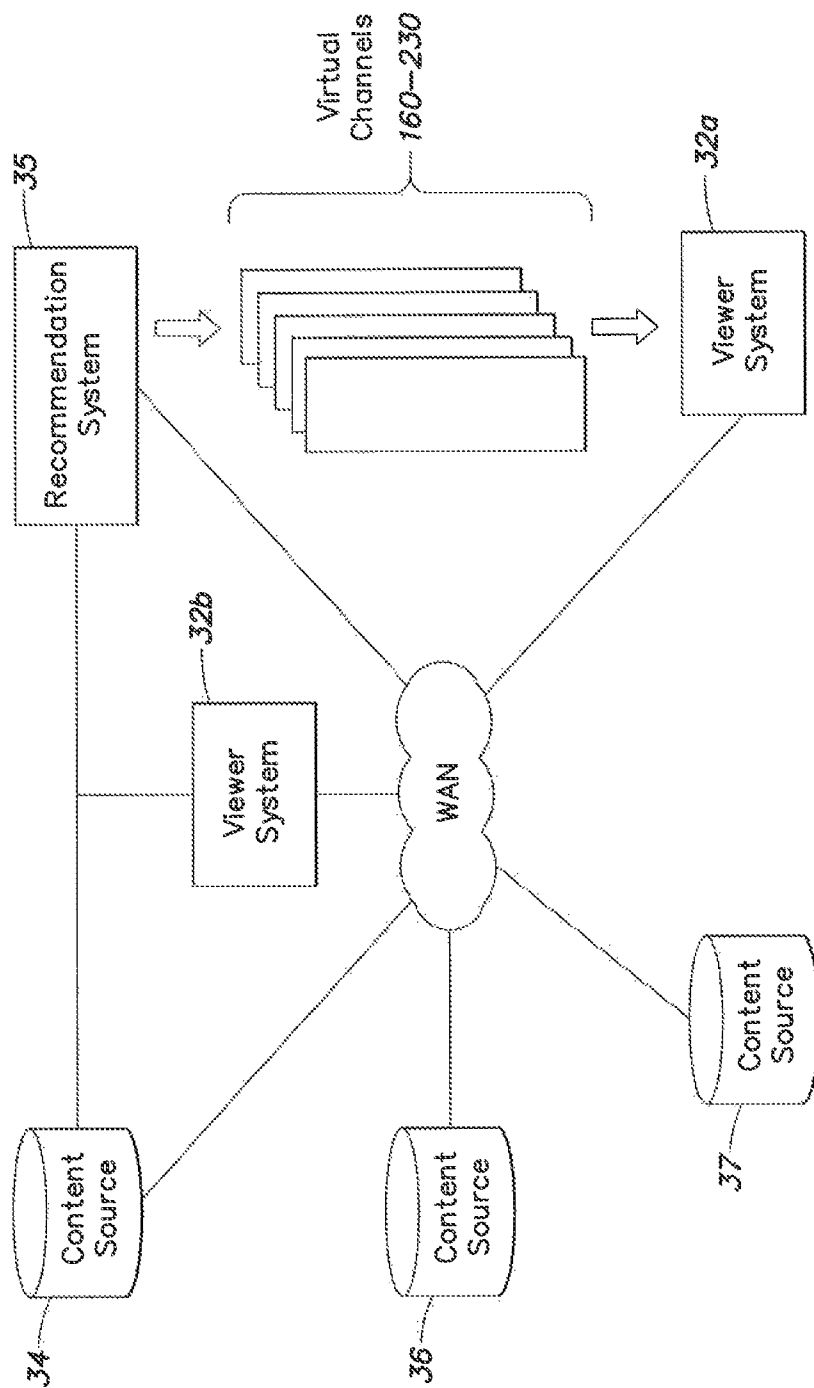 34
Content
Source
32b
Viewer
System
35
Recommendation
System
36
Content
Source
WAN
Virtual
Channels
160–230
37
Content
Source
32a
Viewer
System